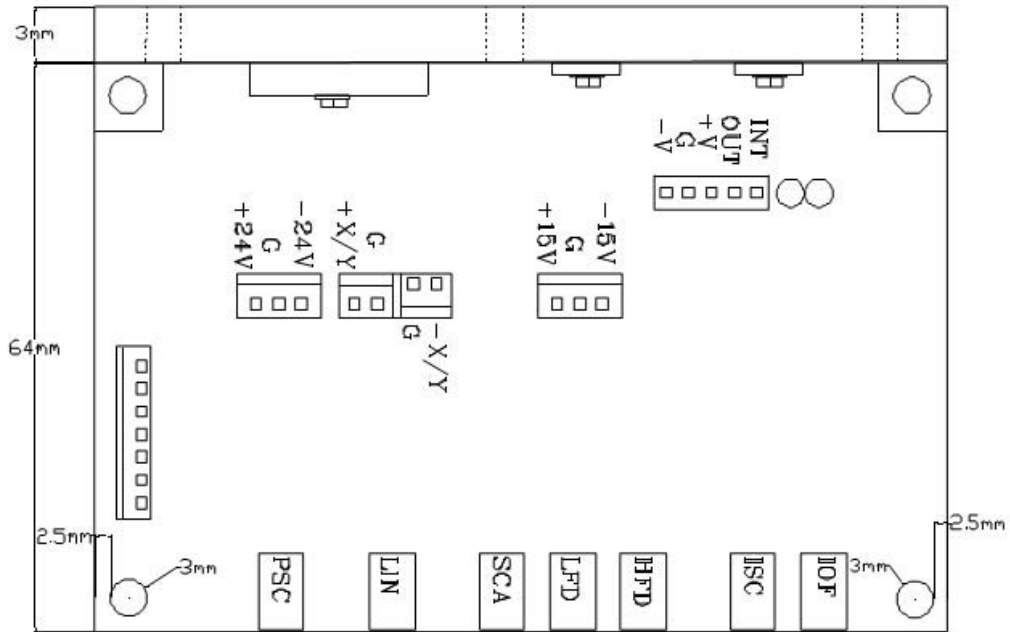 3mm
INT
OUT
+V
G
-V
+24V
G
-24V
+X/Y
G
+15V
G
-15V
G
-X/Y
64mm
2.5mm
2.5mm
3mm
3mm
PSC
LIN
SCA
LFD
HFD
ISC
IOF